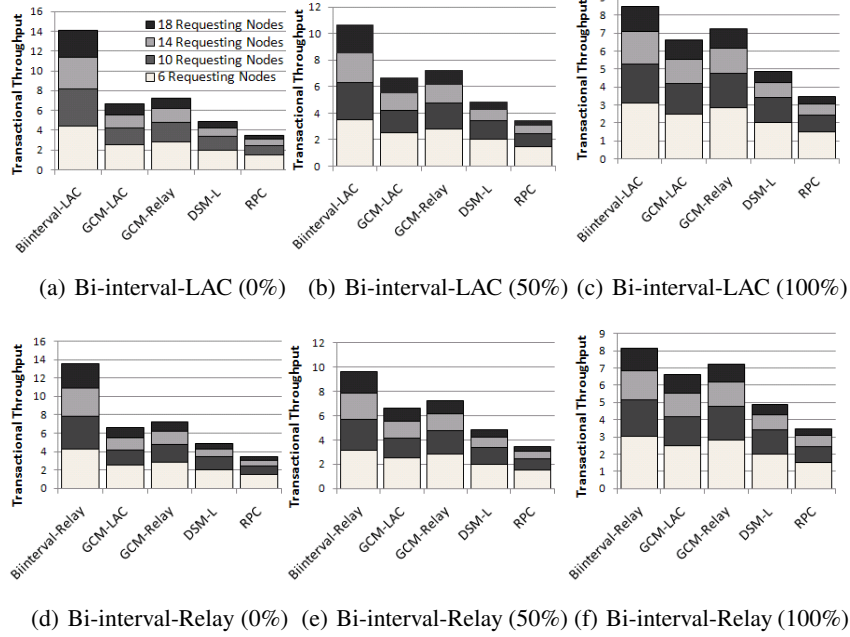 Transactional Throughput
16
14
12
10
8
6
4
2
0
18 Requesting Nodes
14 Requesting Nodes
10 Requesting Nodes
6 Requesting Nodes
Biinterval-LAC
GCM-LAC
GCM-Relay
DSM-L
RPC
Transactional Throughput
12
10
8
6
4
2
0
Biinterval-LAC
GCM-LAC
GCM-Relay
DSM-L
RPC
Transactional Throughput
8
7
6
5
4
3
2
1
0
Biinterval-LAC
GCM-LAC
GCM-Relay
DSM-L
RPC
(a) Bi-interval-LAC (0%) (b) Bi-interval-LAC (50%) (c) Bi-interval-LAC (100%)
Transactional Throughput
16
14
12
10
8
6
4
2
0
Biinterval-Relay
GCM-LAC
GCM-Relay
DSM-L
RPC
Transactional Throughput
12
10
8
6
4
2
0
Biinterval-Relay
GCM-LAC
GCM-Relay
DSM-L
RPC
Transactional Throughput
9
8
7
6
5
4
3
2
1
0
Biinterval-Relay
GCM-LAC
GCM-Relay
DSM-L
RPC
(d) Bi-interval-Relay (0%) (e) Bi-interval-Relay (50%) (f) Bi-interval-Relay (100%)